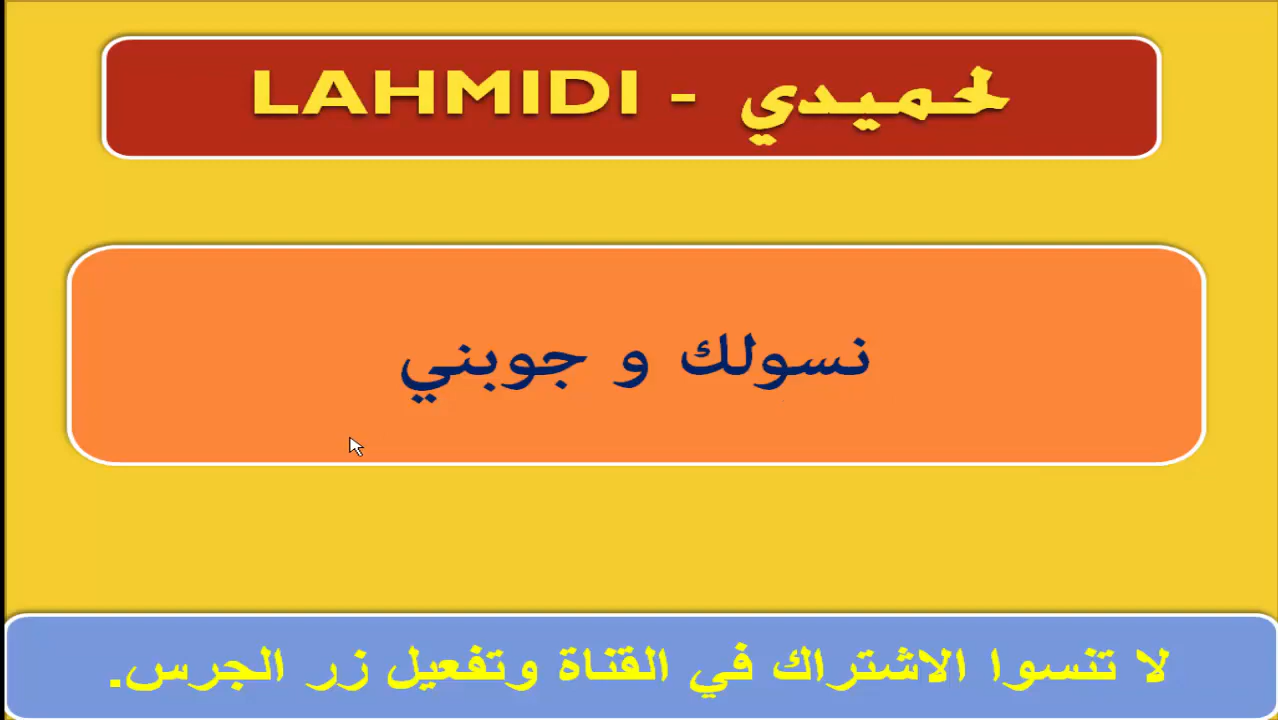 لحميدي - LAHMIDI
نسولك و جوبني
لا تنسوا الاشتراك في القناة وتفعيل زر الجرس.